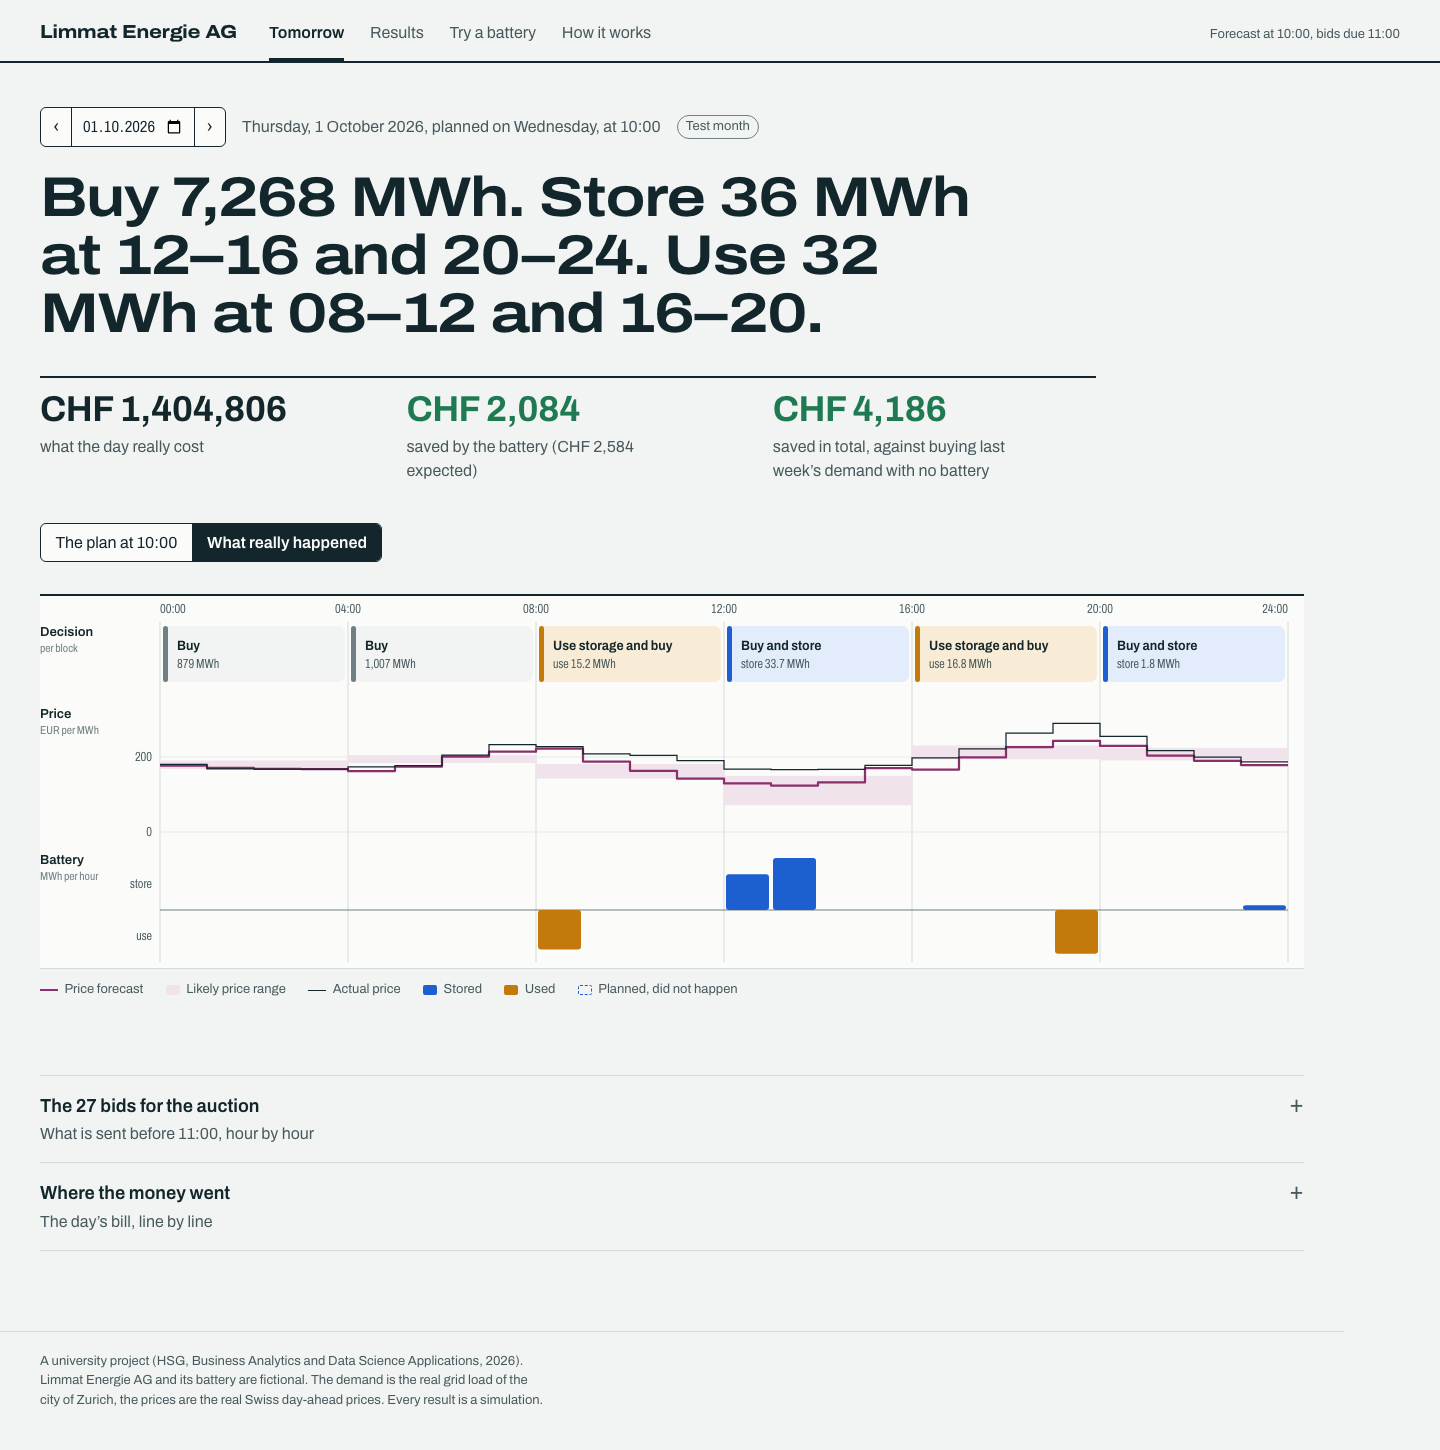 Limmat Energie AG
Tomorrow
Results
Try a battery
How it works
Forecast at 10:00, bids due 11:00
‹
01.10.2026
›
Thursday, 1 October 2026, planned on Wednesday, at 10:00
Test month
Buy 7,268 MWh. Store 36 MWh
at 12–16 and 20–24. Use 32
MWh at 08–12 and 16–20.
CHF 1,404,806
what the day really cost
CHF 2,084
saved by the battery (CHF 2,584
expected)
CHF 4,186
saved in total, against buying last
week’s demand with no battery
The plan at 10:00
What really happened
00:00
04:00
08:00
12:00
16:00
20:00
24:00
Decision
per block
Buy
879 MWh
Buy
1,007 MWh
Use storage and buy
use 15.2 MWh
Buy and store
store 33.7 MWh
Use storage and buy
use 16.8 MWh
Buy and store
store 1.8 MWh
Price
EUR per MWh
200
0
Battery
MWh per hour
store
use
Price forecast
Likely price range
Actual price
Stored
Used
Planned, did not happen
The 27 bids for the auction
+
What is sent before 11:00, hour by hour
Where the money went
+
The day’s bill, line by line
A university project (HSG, Business Analytics and Data Science Applications, 2026).
Limmat Energie AG and its battery are fictional. The demand is the real grid load of the
city of Zurich, the prices are the real Swiss day-ahead prices. Every result is a simulation.